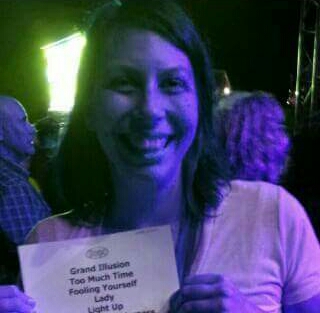 Grand Illusion
Too Much Time
Fooling Yourself
Lady
Light Up